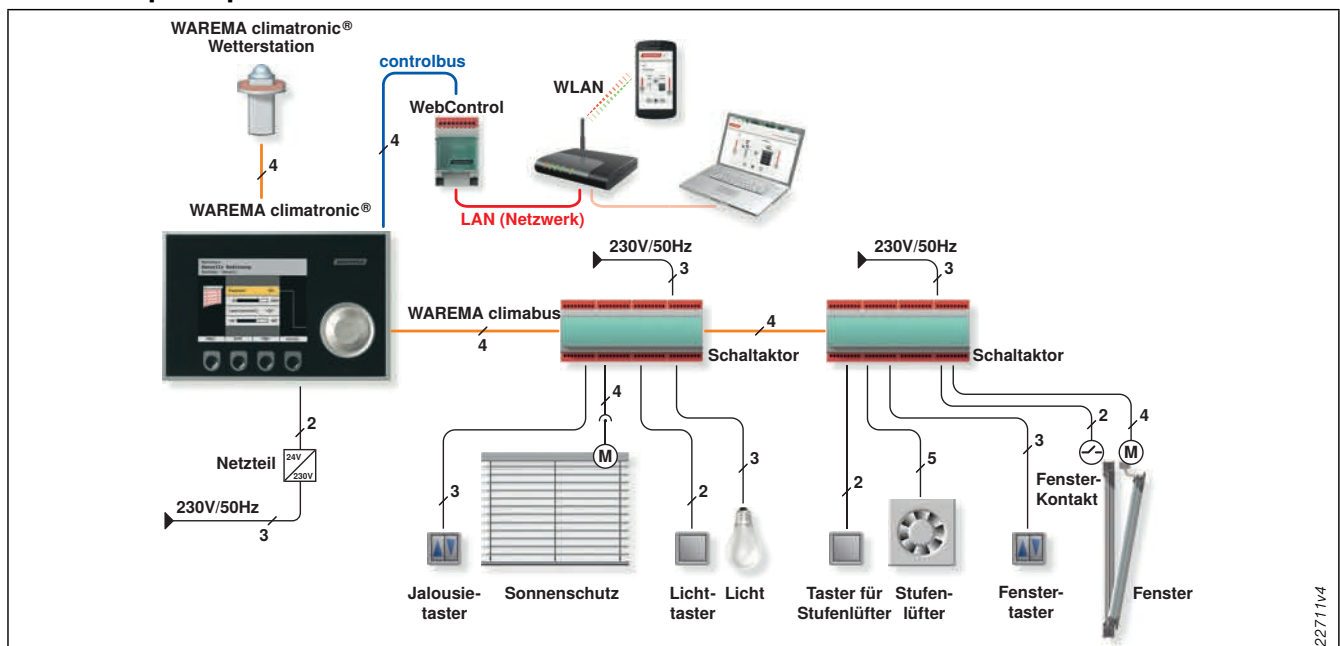 WAREMA climatronic®
Wetterstation
controlbus
WLAN
WebControl
4
4
WAREMA climatronic®
LAN (Netzwerk)
230V/50Hz
3
230V/50Hz
3
Manuelle Bedienung
WAREMA climabus
4
4
Schaltaktor
Schaltaktor
2
Netzteil
24V
230V
230V/50Hz
3
3
4
M
2
3
2
5
3
2
4
M
Fenster-
Kontakt
Jalousie-
taster
Sonnenschutz
Licht-
taster
Licht
Taster für
Stufenlüfter
Stufen-
lüfter
Fenster-
taster
Fenster
22711v4